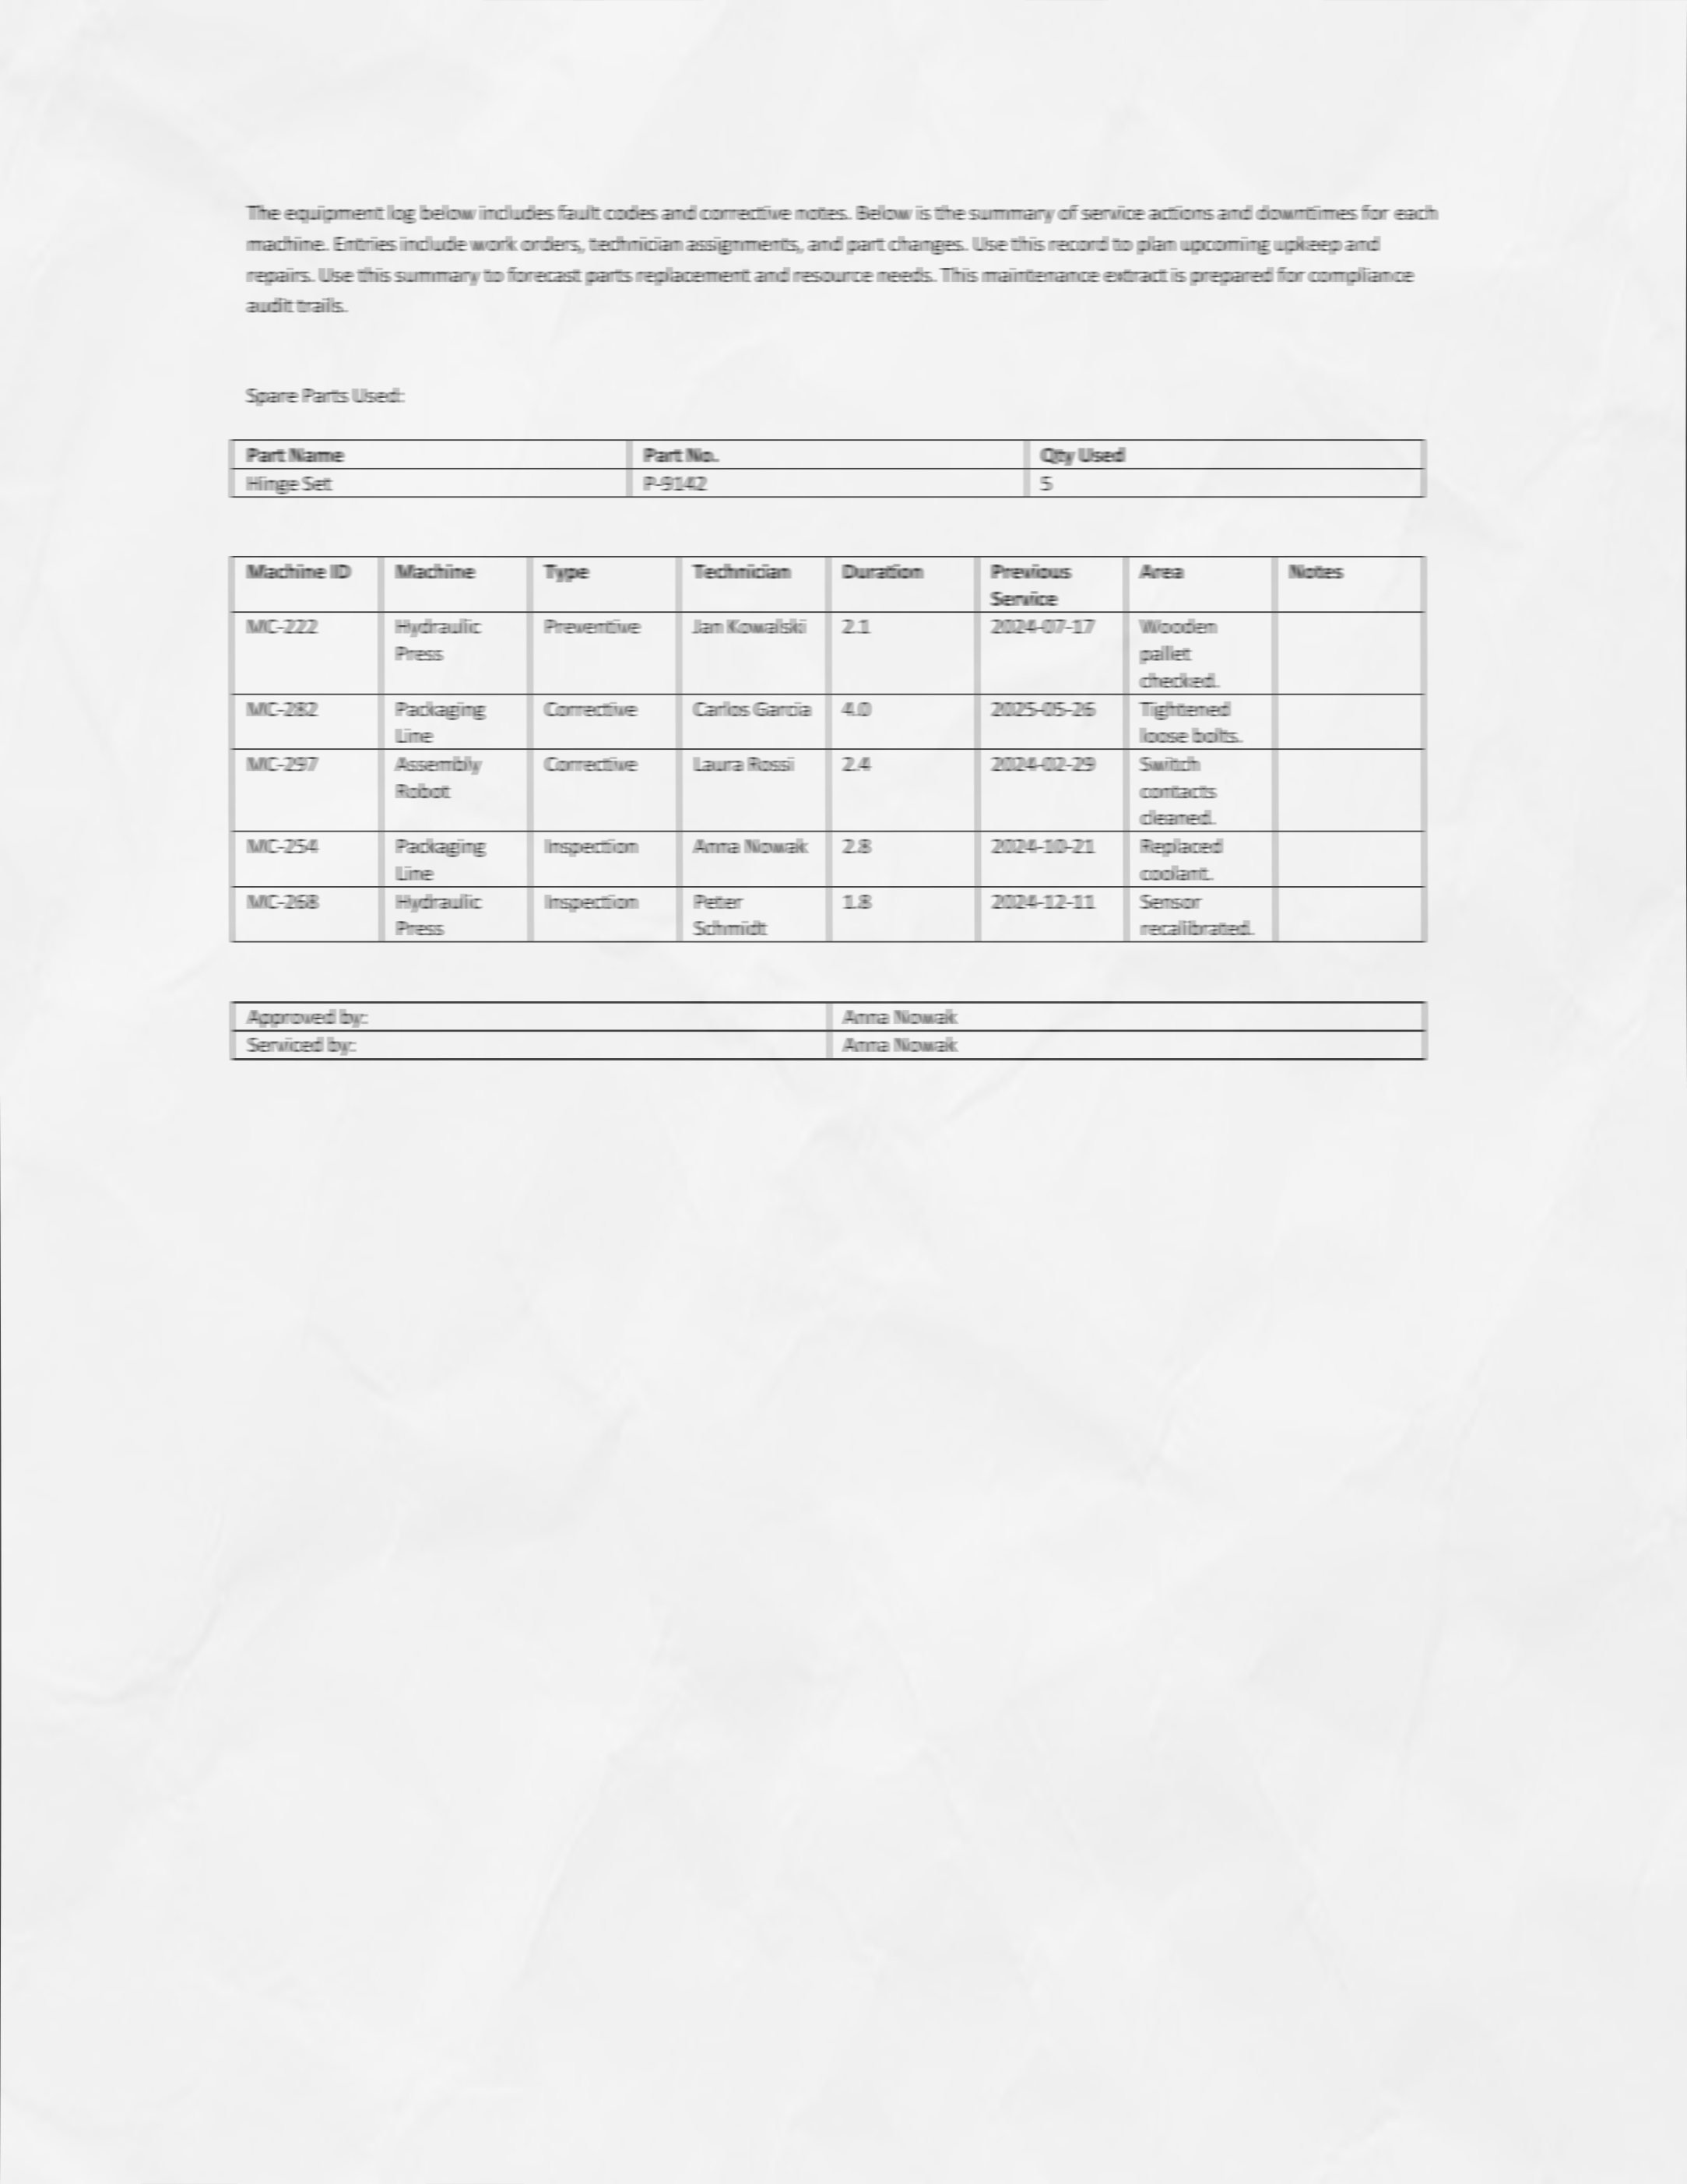 The equipment log below includes fault codes and corrective notes. Below is the summary of service actions and downtimes for each
machine. Entries include work orders, technician assignments, and part changes. Use this record to plan upcoming upkeep and
repairs. Use this summary to forecast parts replacement and resource needs. This maintenance extract is prepared for compliance
audit trails.
Spare Parts Used:
Part Name Part No. Qty Used
Hinge Set P-9142 5
Machine ID Machine Type Technician Duration Previous Area Notes
Service
MC-222 Hydraulic Preventive Jan Kowalski 2.1 2024-07-17 Wooden
Press pallet
checked.
MC-282 Packaging Corrective Carlos Garcia 4.0 2025-05-26 Tightened
Line loose bolts.
MC-297 Assembly Corrective Laura Rossi 2.4 2024-02-29 Switch
Robot contacts
cleaned.
MC-254 Packaging Inspection Anna Nowak 2.8 2024-10-21 Replaced
Line coolant.
MC-268 Hydraulic Inspection Peter 1.8 2024-12-11 Sensor
Press Schmidt recalibrated.
Approved by: Anna Nowak
Serviced by: Anna Nowak